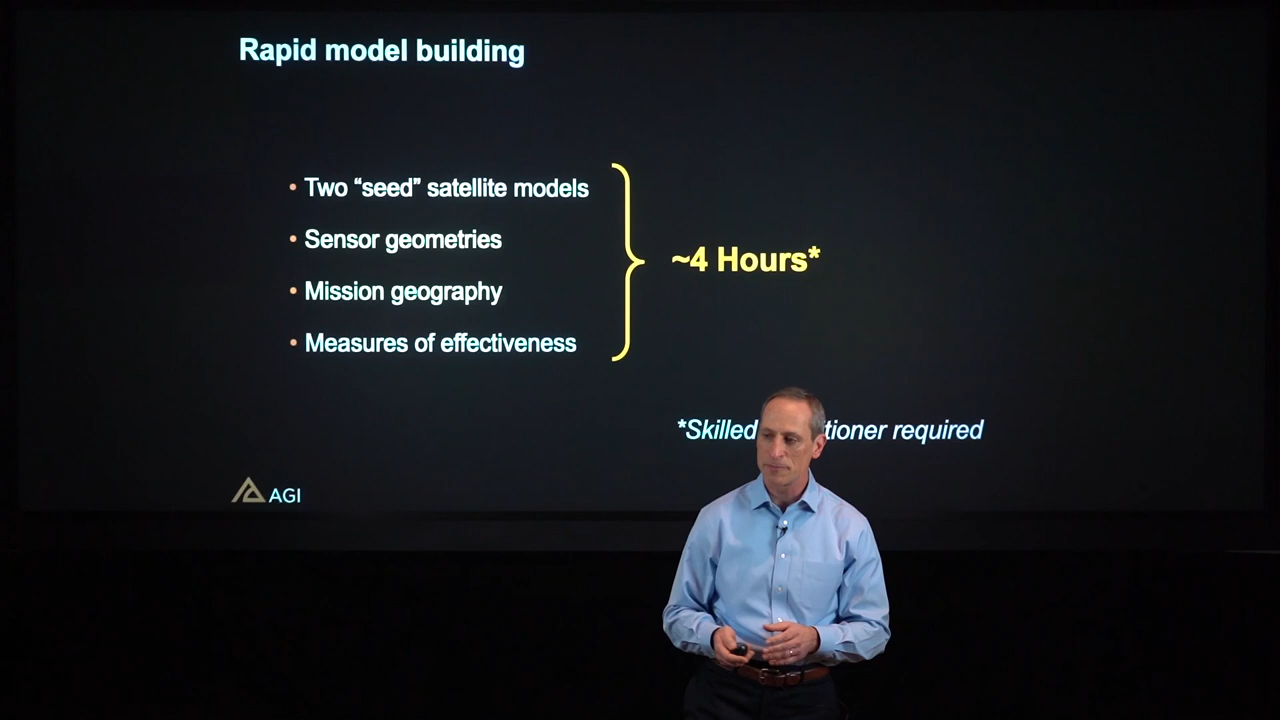 Rapid model building
• Two “seed” satellite models
• Sensor geometries
• Mission geography
• Measures of effectiveness
~4 Hours*
*Skilled required
AGI